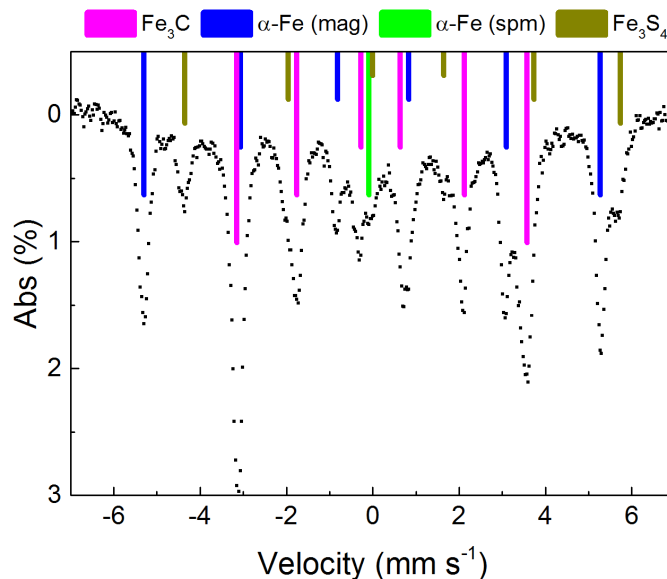 Fe₃C α-Fe (mag) α-Fe (spm) Fe₃S₄
0
1
2
3
Abs (%)
-6 -4 -2 0 2 4 6
Velocity (mm s⁻¹)